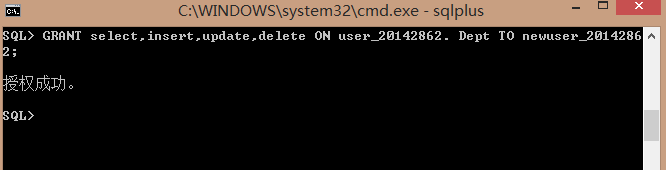 C:\WINDOWS\system32\cmd.exe - sqlplus
SQL> GRANT select,insert,update,delete ON user_20142862. Dept TO newuser_2014286
2;
授权成功。
SQL>